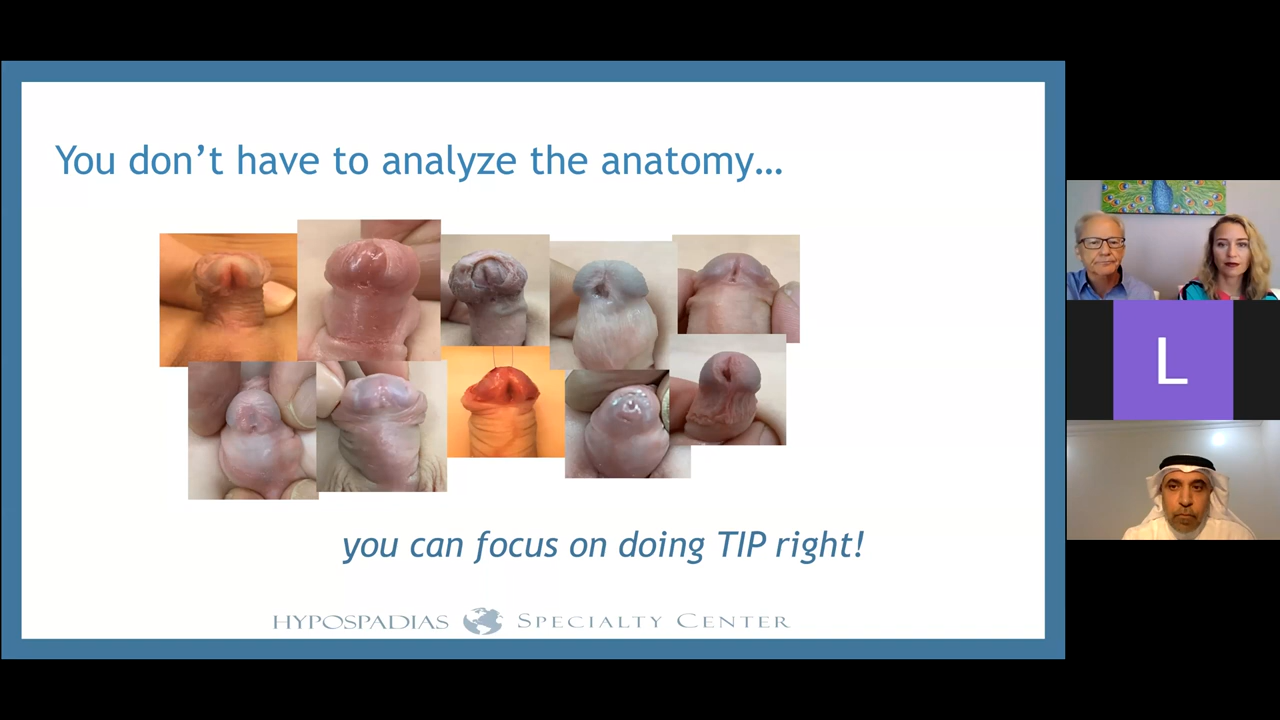 You don’t have to analyze the anatomy…
you can focus on doing TIP right!
HYPOSPADIAS SPECIALTY CENTER
L